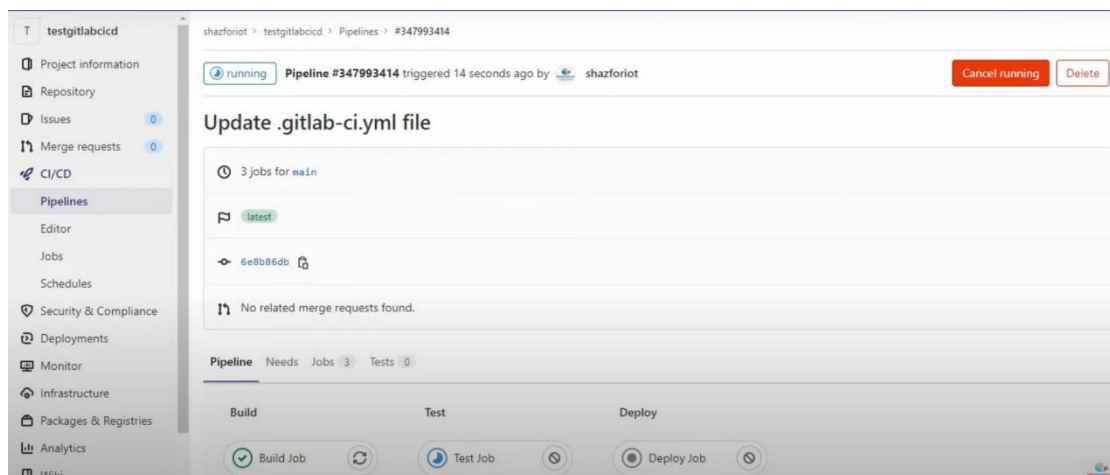 T testgitlabcicd
Project information
Repository
Issues 0
Merge requests 0
CI/CD
Pipelines
Editor
Jobs
Schedules
Security & Compliance
Deployments
Monitor
Infrastructure
Packages & Registries
Analytics
shazforiot > testgitlabcicd > Pipelines > #347993414
running Pipeline #347993414 triggered 14 seconds ago by shazforiot Cancel running Delete
Update .gitlab-ci.yml file
3 jobs for main
latest
6e8b86db
No related merge requests found.
Pipeline Needs Jobs 3 Tests 0
Build Test Deploy
Build Job Test Job Deploy Job